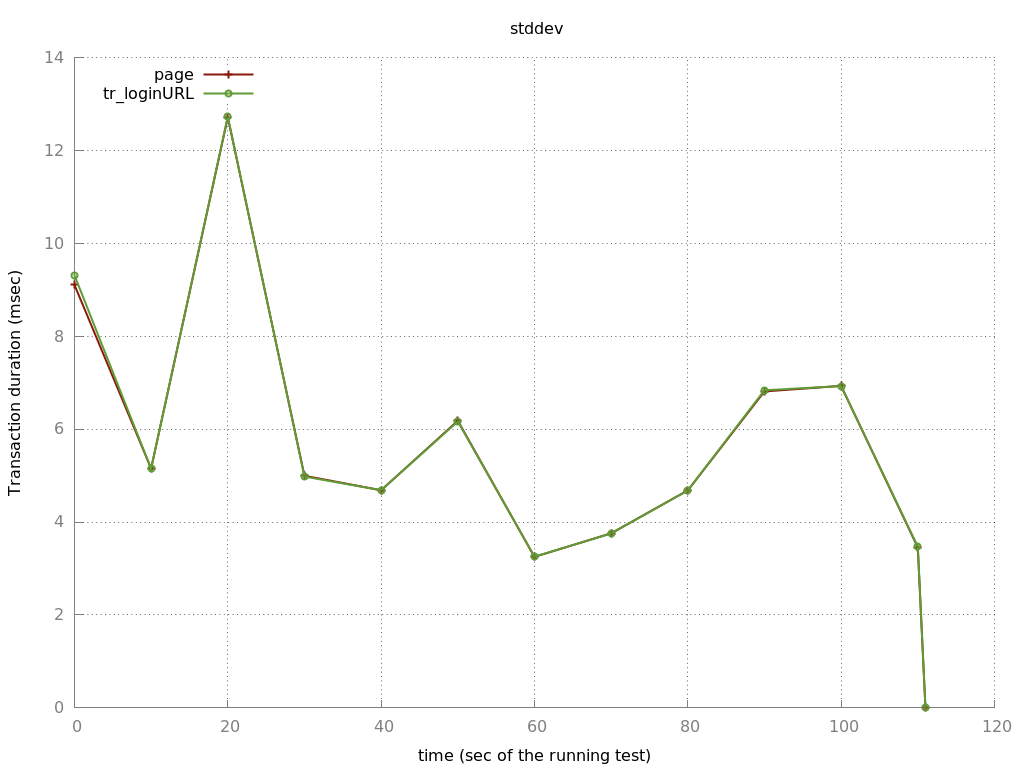 stddev
page
tr_loginURL
Transaction duration (msec)
14
12
10
8
6
4
2
0
0 20 40 60 80 100 120
time (sec of the running test)